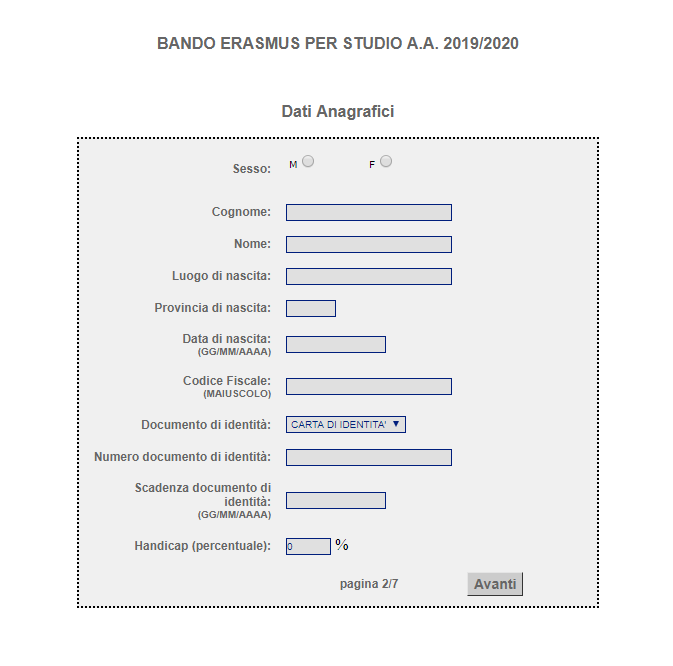 BANDO ERASMUS PER STUDIO A.A. 2019/2020
Dati Anagrafici
Sesso: M F
Cognome:
Nome:
Luogo di nascita:
Provincia di nascita:
Data di nascita:
(GG/MM/AAAA)
Codice Fiscale:
(MAIUSCOLO)
Documento di identità: CARTA DI IDENTITA'
Numero documento di identità:
Scadenza documento di
identità:
(GG/MM/AAAA)
Handicap (percentuale): 0 %
pagina 2/7 Avanti